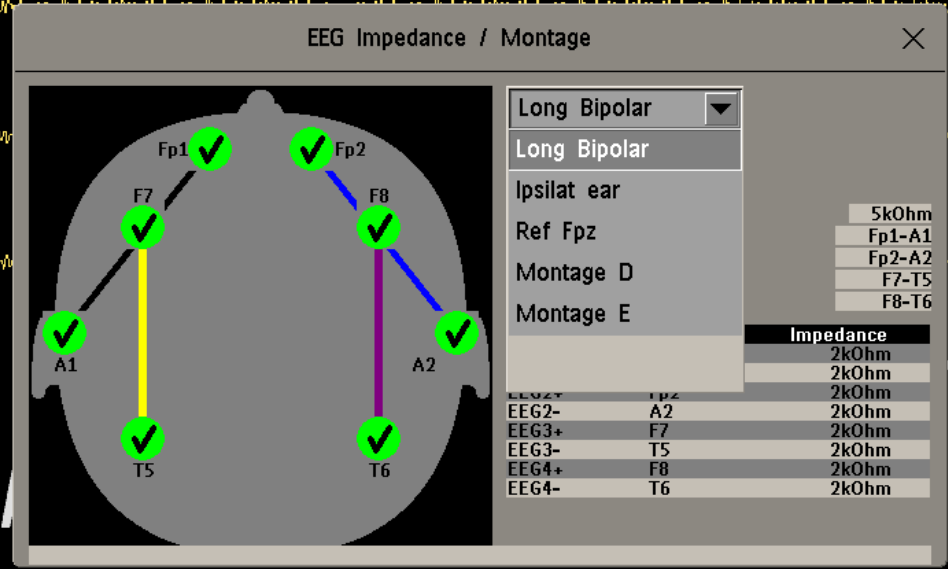 EEG Impedance / Montage
Fp1
Fp2
F7
F8
A1
A2
T5
T6
Long Bipolar
Long Bipolar
Ipsilat ear
Ref Fpz
Montage D
Montage E
5kOhm
Fp1-A1
Fp2-A2
F7-T5
F8-T6
Impedance
2kOhm
2kOhm
EEG2+ Fp2 2kOhm
EEG2- A2 2kOhm
EEG3+ F7 2kOhm
EEG3- T5 2kOhm
EEG4+ F8 2kOhm
EEG4- T6 2kOhm